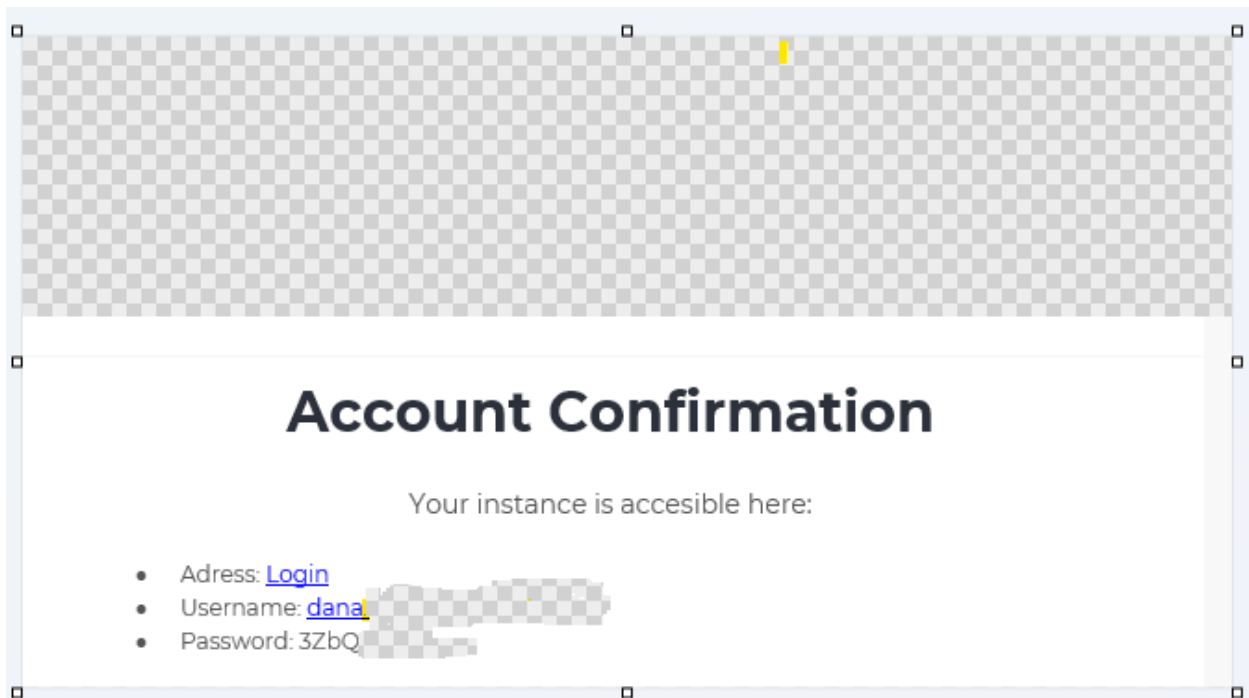 Account Confirmation
Your instance is accesible here:
● Adress: Login
● Username: dana
● Password: 3ZbQ